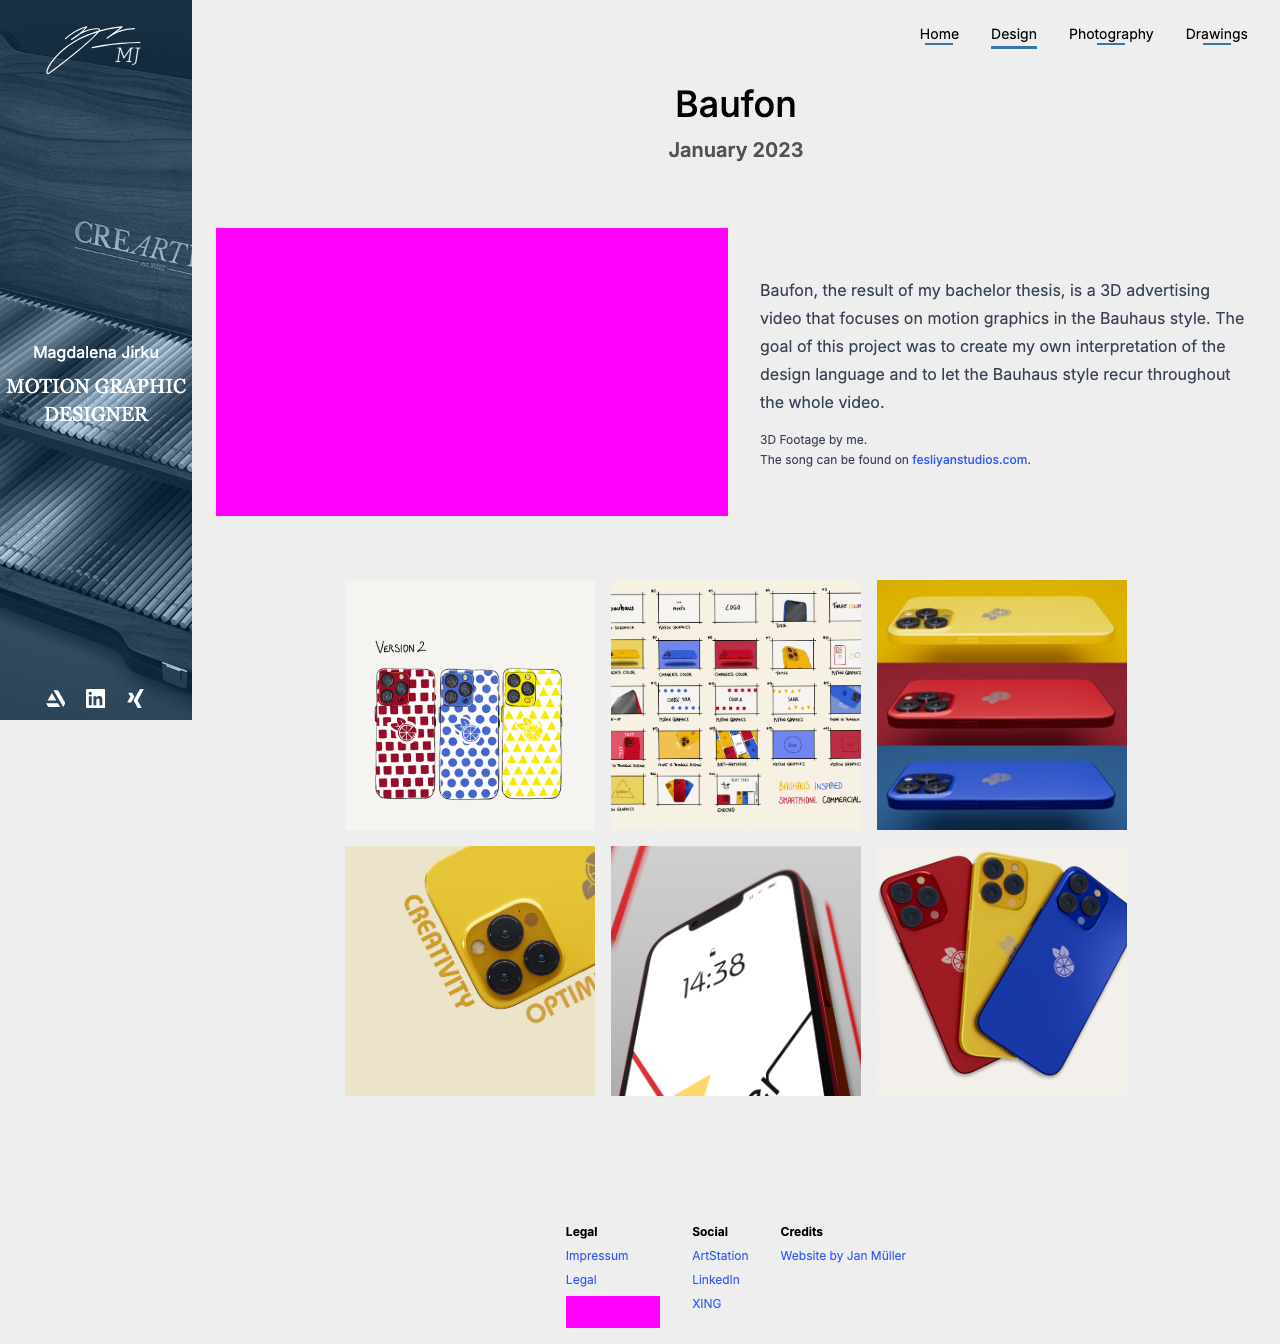 MJ
CREART
est. 2021
Magdalena Jirku
MOTION GRAPHIC
DESIGNER
Home
Design
Photography
Drawings
Baufon
January 2023
Baufon, the result of my bachelor thesis, is a 3D advertising
video that focuses on motion graphics in the Bauhaus style. The
goal of this project was to create my own interpretation of the
design language and to let the Bauhaus style recur throughout
the whole video.
3D Footage by me.
The song can be found on fesliyanstudios.com.
VERSION 2
LOGO
BAUHAUS INSPIRED
SMARTPHONE COMMERCIAL
CREATIVITY
OPTIM
14:38
Legal
Impressum
Legal
Social
ArtStation
LinkedIn
XING
Credits
Website by Jan Müller